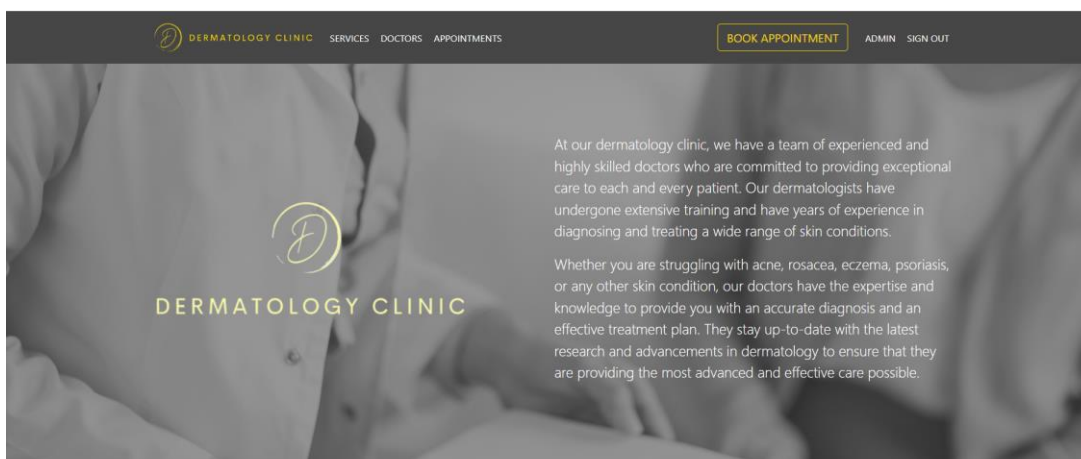 D DERMATOLOGY CLINIC SERVICES DOCTORS APPOINTMENTS BOOK APPOINTMENT ADMIN SIGN OUT
D
DERMATOLOGY CLINIC
At our dermatology clinic, we have a team of experienced and
highly skilled doctors who are committed to providing exceptional
care to each and every patient. Our dermatologists have
undergone extensive training and have years of experience in
diagnosing and treating a wide range of skin conditions.
Whether you are struggling with acne, rosacea, eczema, psoriasis,
or any other skin condition, our doctors have the expertise and
knowledge to provide you with an accurate diagnosis and an
effective treatment plan. They stay up-to-date with the latest
research and advancements in dermatology to ensure that they
are providing the most advanced and effective care possible.